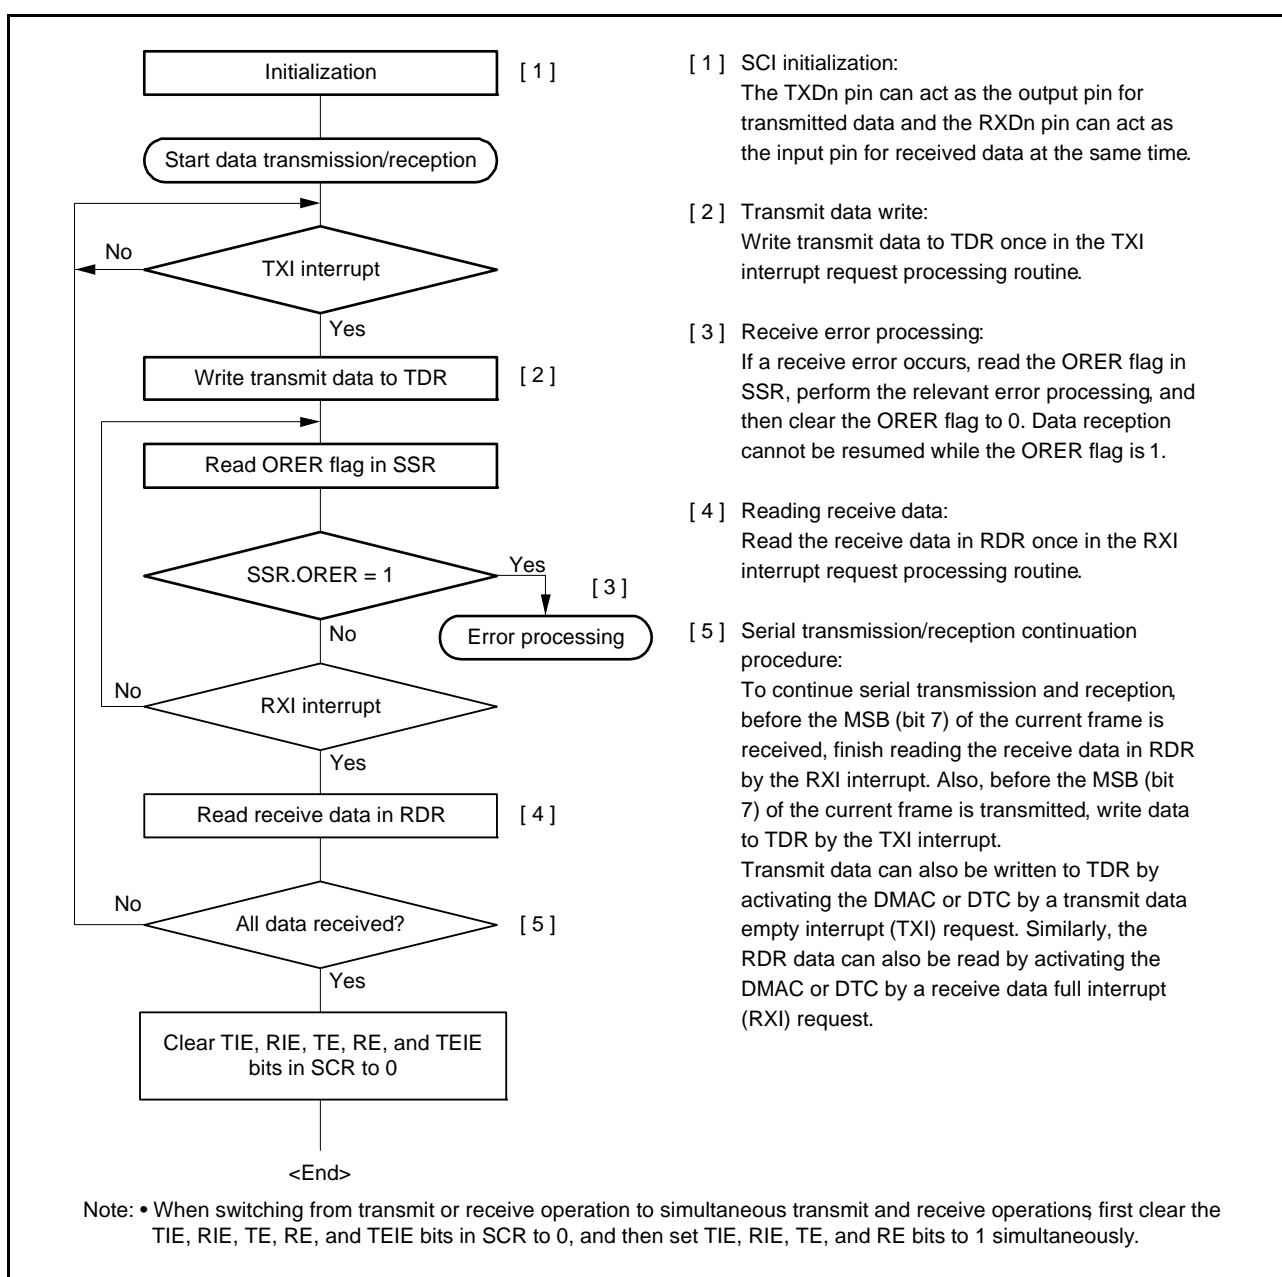 Initialization
[ 1 ]
Start data transmission/reception
No
TXI interrupt
Yes
Write transmit data to TDR
[ 2 ]
Read ORER flag in SSR
SSR.ORER = 1
Yes
[ 3 ]
No
Error processing
No
RXI interrupt
Yes
Read receive data in RDR
[ 4 ]
No
All data received?
[ 5 ]
Yes
Clear TIE, RIE, TE, RE, and TEIE
bits in SCR to 0
<End>
[ 1 ] SCI initialization:
The TXDn pin can act as the output pin for
transmitted data and the RXDn pin can act as
the input pin for received data at the same time.
[ 2 ] Transmit data write:
Write transmit data to TDR once in the TXI
interrupt request processing routine.
[ 3 ] Receive error processing:
If a receive error occurs, read the ORER flag in
SSR, perform the relevant error processing, and
then clear the ORER flag to 0. Data reception
cannot be resumed while the ORER flag is 1.
[ 4 ] Reading receive data:
Read the receive data in RDR once in the RXI
interrupt request processing routine.
[ 5 ] Serial transmission/reception continuation
procedure:
To continue serial transmission and reception,
before the MSB (bit 7) of the current frame is
received, finish reading the receive data in RDR
by the RXI interrupt. Also, before the MSB (bit
7) of the current frame is transmitted, write data
to TDR by the TXI interrupt.
Transmit data can also be written to TDR by
activating the DMAC or DTC by a transmit data
empty interrupt (TXI) request. Similarly, the
RDR data can also be read by activating the
DMAC or DTC by a receive data full interrupt
(RXI) request.
Note: • When switching from transmit or receive operation to simultaneous transmit and receive operations, first clear the
TIE, RIE, TE, RE, and TEIE bits in SCR to 0, and then set TIE, RIE, TE, and RE bits to 1 simultaneously.